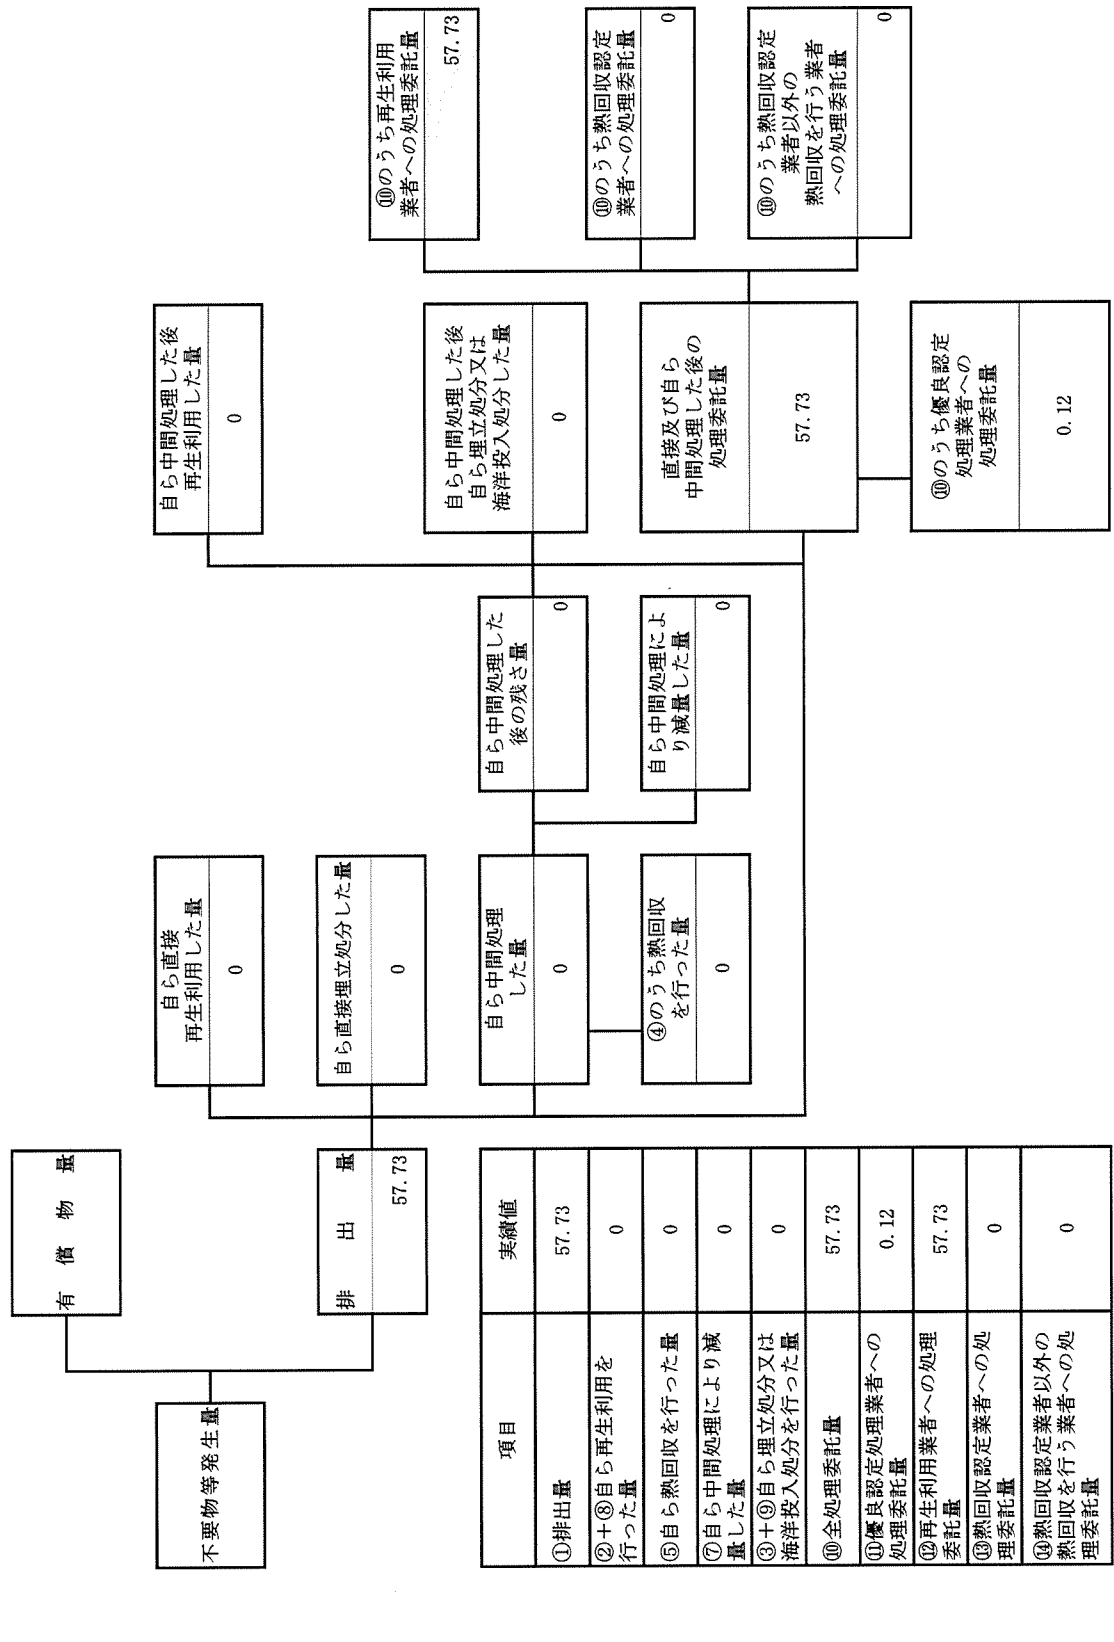 不要物等発生量
有償物量
排出量
57.73
自ら直接
再生利用した量
0
自ら直接埋立処分した量
0
自ら中間処理
した量
0
④のうち熱回収
を行った量
0
自ら中間処理した
後の残さ量
0
自ら中間処理によ
り減量した量
0
自ら中間処理した後
再生利用した量
0
自ら中間処理した後
自ら埋立処分又は
海洋投入処分した量
0
直接及び自ら
中間処理した後の
処理委託量
57.73
⑩のうち優良認定
処理業者への
処理委託量
0.12
⑩のうち再生利用
業者への処理委託量
57.73
⑩のうち熱回収認定
業者への処理委託量
0
⑩のうち熱回収認定
業者以外の
熱回収を行う業者
への処理委託量
0
項目 実績値
①排出量 57.73
②+⑧自ら再生利用を
行った量 0
⑤自ら熱回収を行った量 0
⑦自ら中間処理により減
量した量 0
③+⑨自ら埋立処分又は
海洋投入処分を行った量 0
⑩全処理委託量 57.73
⑪優良認定処理業者への
処理委託量 0.12
⑫再生利用業者への処理
委託量 57.73
⑬熱回収認定業者への処
理委託量 0
⑭熱回収認定業者以外の
熱回収を行う業者への処
理委託量 0